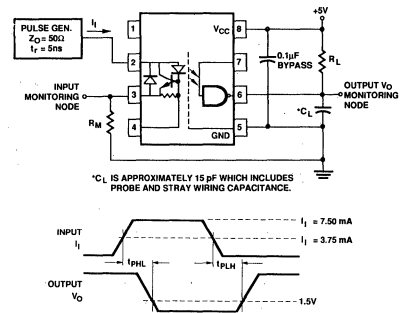 +5V
PULSE GEN.
Z_O = 50Ω
t_r = 5ns
I_I
1
V_CC
8
2
7
0.1µF
BYPASS
R_L
INPUT
MONITORING
NODE
3
6
OUTPUT V_O
MONITORING
NODE
R_M
4
GND
5
*C_L
*C_L IS APPROXIMATELY 15 pF WHICH INCLUDES
PROBE AND STRAY WIRING CAPACITANCE.
INPUT
I_I
I_I = 7.50 mA
I_I = 3.75 mA
t_PHL
t_PLH
OUTPUT
V_O
1.5V